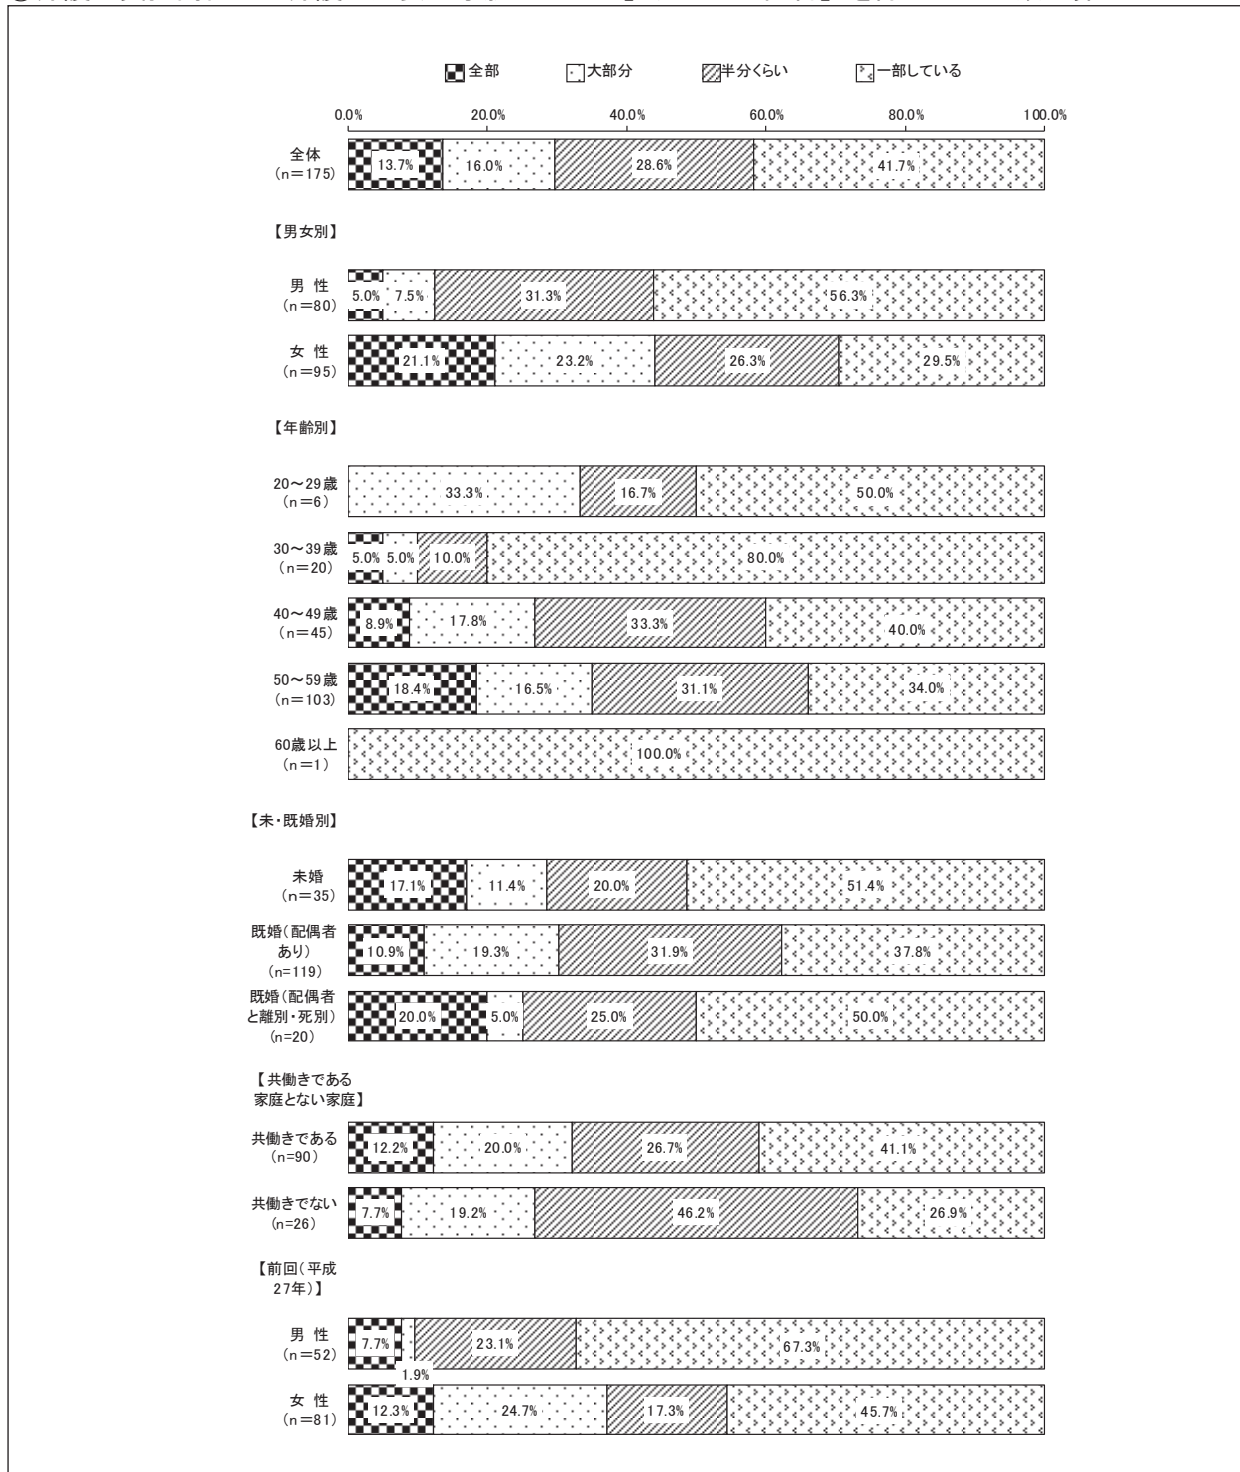 全部 大部分 半分くらい 一部している
0.0% 20.0% 40.0% 60.0% 80.0% 100.0%
全体
(n=175)
13.7% 16.0% 28.6% 41.7%
【男女別】
男 性
(n=80)
5.0% 7.5% 31.3% 56.3%
女 性
(n=95)
21.1% 23.2% 26.3% 29.5%
【年齢別】
20～29歳
(n=6)
33.3% 16.7% 50.0%
30～39歳
(n=20)
5.0% 5.0% 10.0% 80.0%
40～49歳
(n=45)
8.9% 17.8% 33.3% 40.0%
50～59歳
(n=103)
18.4% 16.5% 31.1% 34.0%
60歳以上
(n=1)
100.0%
【未・既婚別】
未婚
(n=35)
17.1% 11.4% 20.0% 51.4%
既婚(配偶者
あり)
(n=119)
10.9% 19.3% 31.9% 37.8%
既婚(配偶者
と離別・死別)
(n=20)
20.0% 5.0% 25.0% 50.0%
【共働きである
家庭とない家庭】
共働きである
(n=90)
12.2% 20.0% 26.7% 41.1%
共働きでない
(n=26)
7.7% 19.2% 46.2% 26.9%
【前回(平成
27年)】
男 性
(n=52)
7.7% 1.9% 23.1% 67.3%
女 性
(n=81)
12.3% 24.7% 17.3% 45.7%